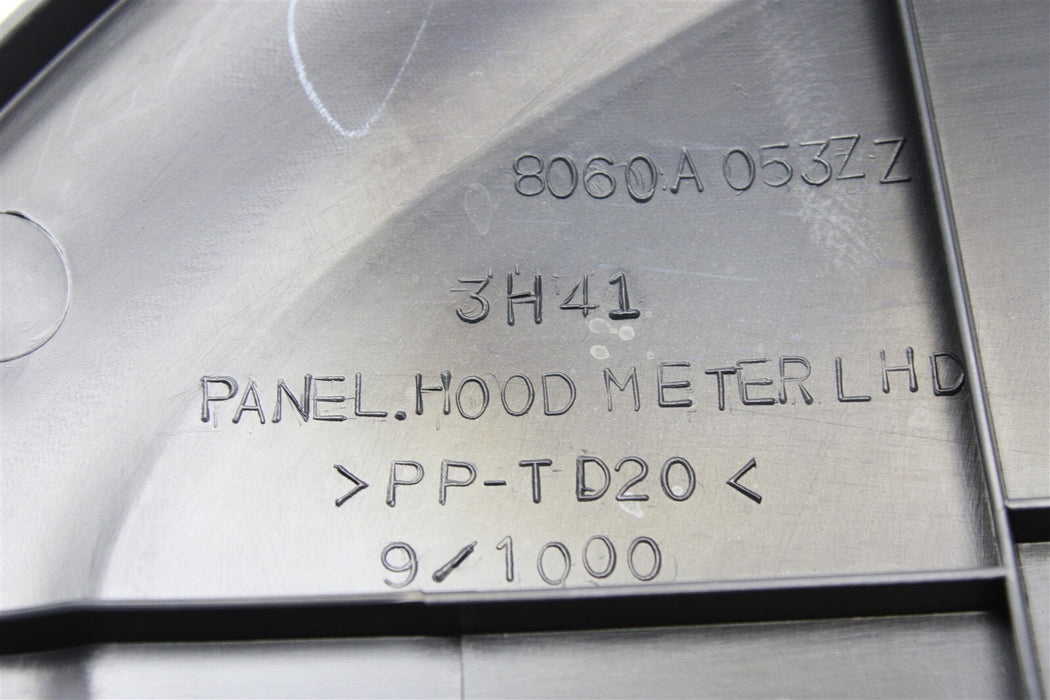 8060A053ZZ
3H41
PANEL.HOOD METER LHD
>PP-TD20<
9/1000